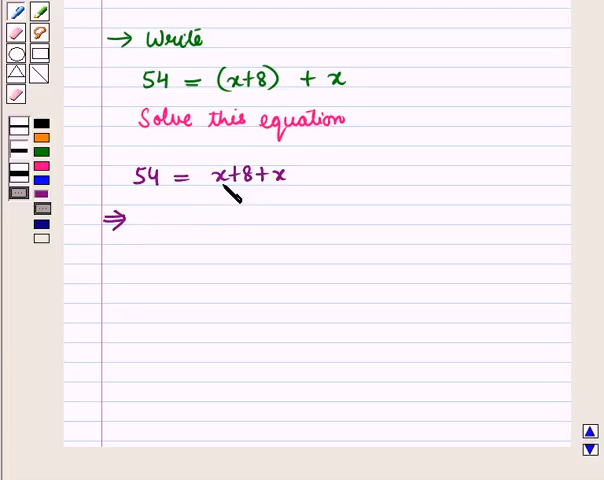 → Write
54 = (x+8) + x
Solve this equation
54 = x+8+x
⇒